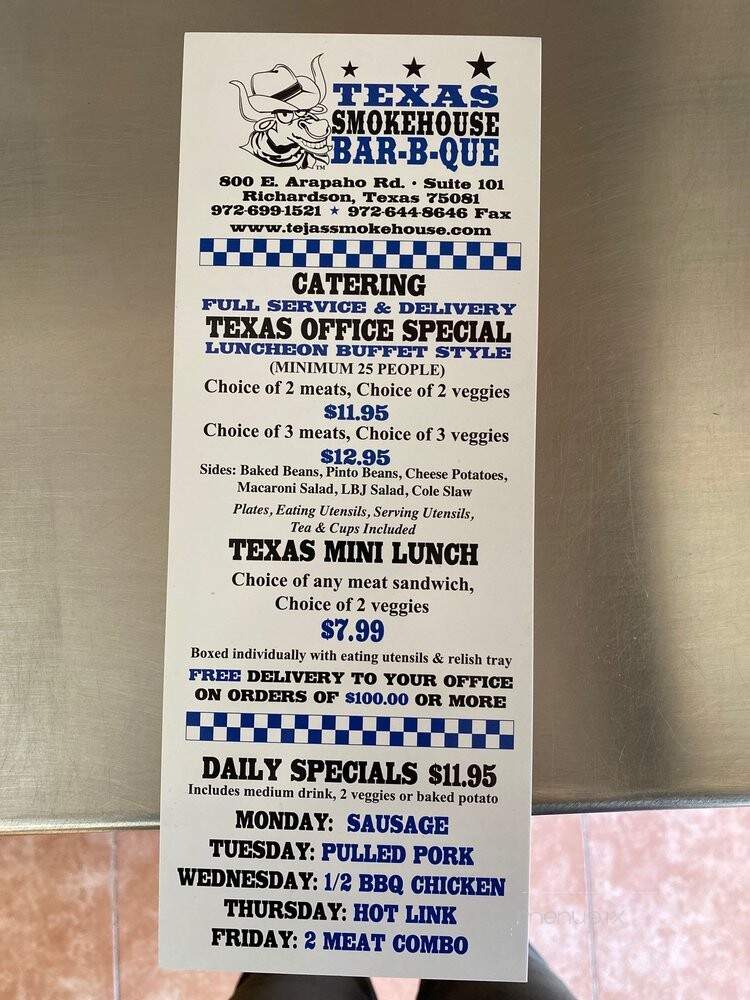 TEXAS
SMOKEHOUSE
BAR-B-QUE
TM
800 E. Arapaho Rd. · Suite 101
Richardson, Texas 75081
972-699-1521 ★ 972-644-8646 Fax
www.tejassmokehouse.com
CATERING
FULL SERVICE & DELIVERY
TEXAS OFFICE SPECIAL
LUNCHEON BUFFET STYLE
(MINIMUM 25 PEOPLE)
Choice of 2 meats, Choice of 2 veggies
$11.95
Choice of 3 meats, Choice of 3 veggies
$12.95
Sides: Baked Beans, Pinto Beans, Cheese Potatoes,
Macaroni Salad, LBJ Salad, Cole Slaw
Plates, Eating Utensils, Serving Utensils,
Tea & Cups Included
TEXAS MINI LUNCH
Choice of any meat sandwich,
Choice of 2 veggies
$7.99
Boxed individually with eating utensils & relish tray
FREE DELIVERY TO YOUR OFFICE
ON ORDERS OF $100.00 OR MORE
DAILY SPECIALS $11.95
Includes medium drink, 2 veggies or baked potato
MONDAY: SAUSAGE
TUESDAY: PULLED PORK
WEDNESDAY: 1/2 BBQ CHICKEN
THURSDAY: HOT LINK
FRIDAY: 2 MEAT COMBO